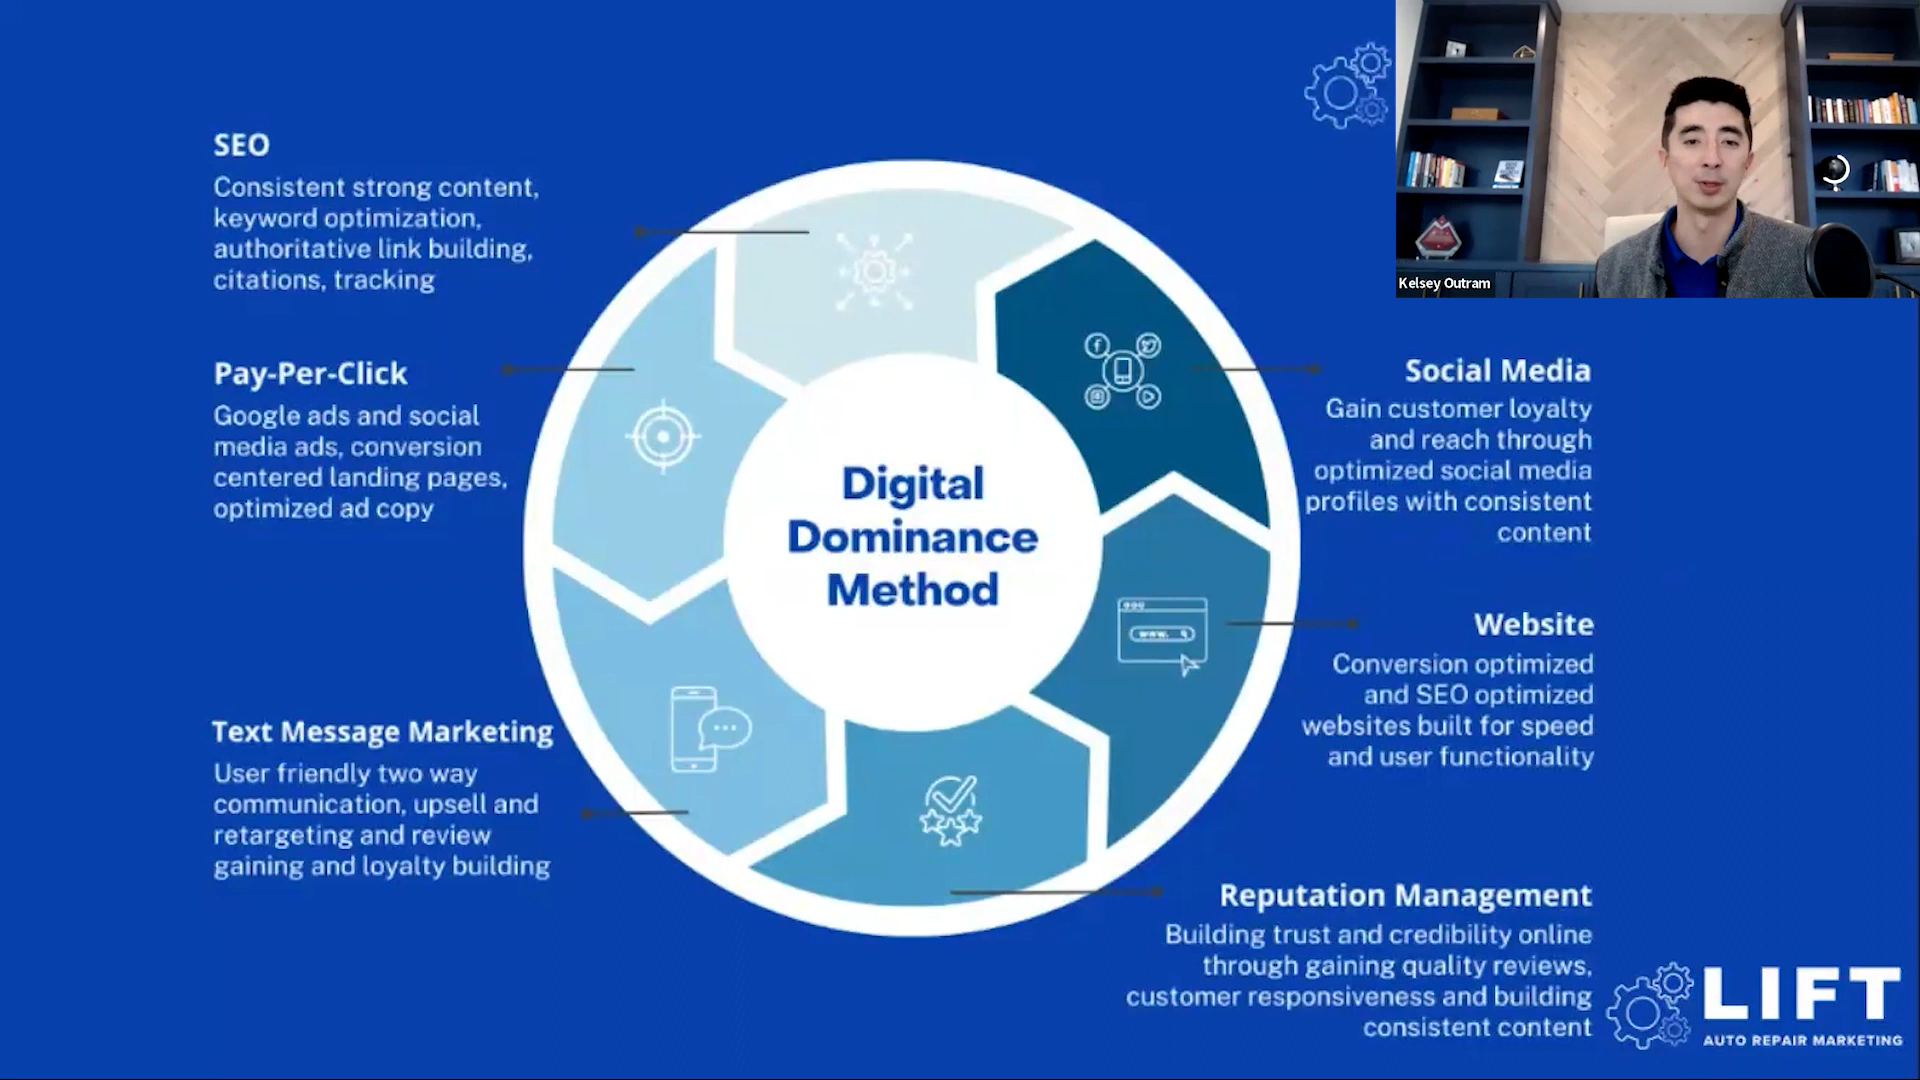 SEO
Consistent strong content,
keyword optimization,
authoritative link building,
citations, tracking
Pay-Per-Click
Google ads and social
media ads, conversion
centered landing pages,
optimized ad copy
Text Message Marketing
User friendly two way
communication, upsell and
retargeting and review
gaining and loyalty building
Digital
Dominance
Method
www.
Kelsey Outram
Social Media
Gain customer loyalty
and reach through
optimized social media
profiles with consistent
content
Website
Conversion optimized
and SEO optimized
websites built for speed
and user functionality
Reputation Management
Building trust and credibility online
through gaining quality reviews,
customer responsiveness and building
consistent content
LIFT
AUTO REPAIR MARKETING